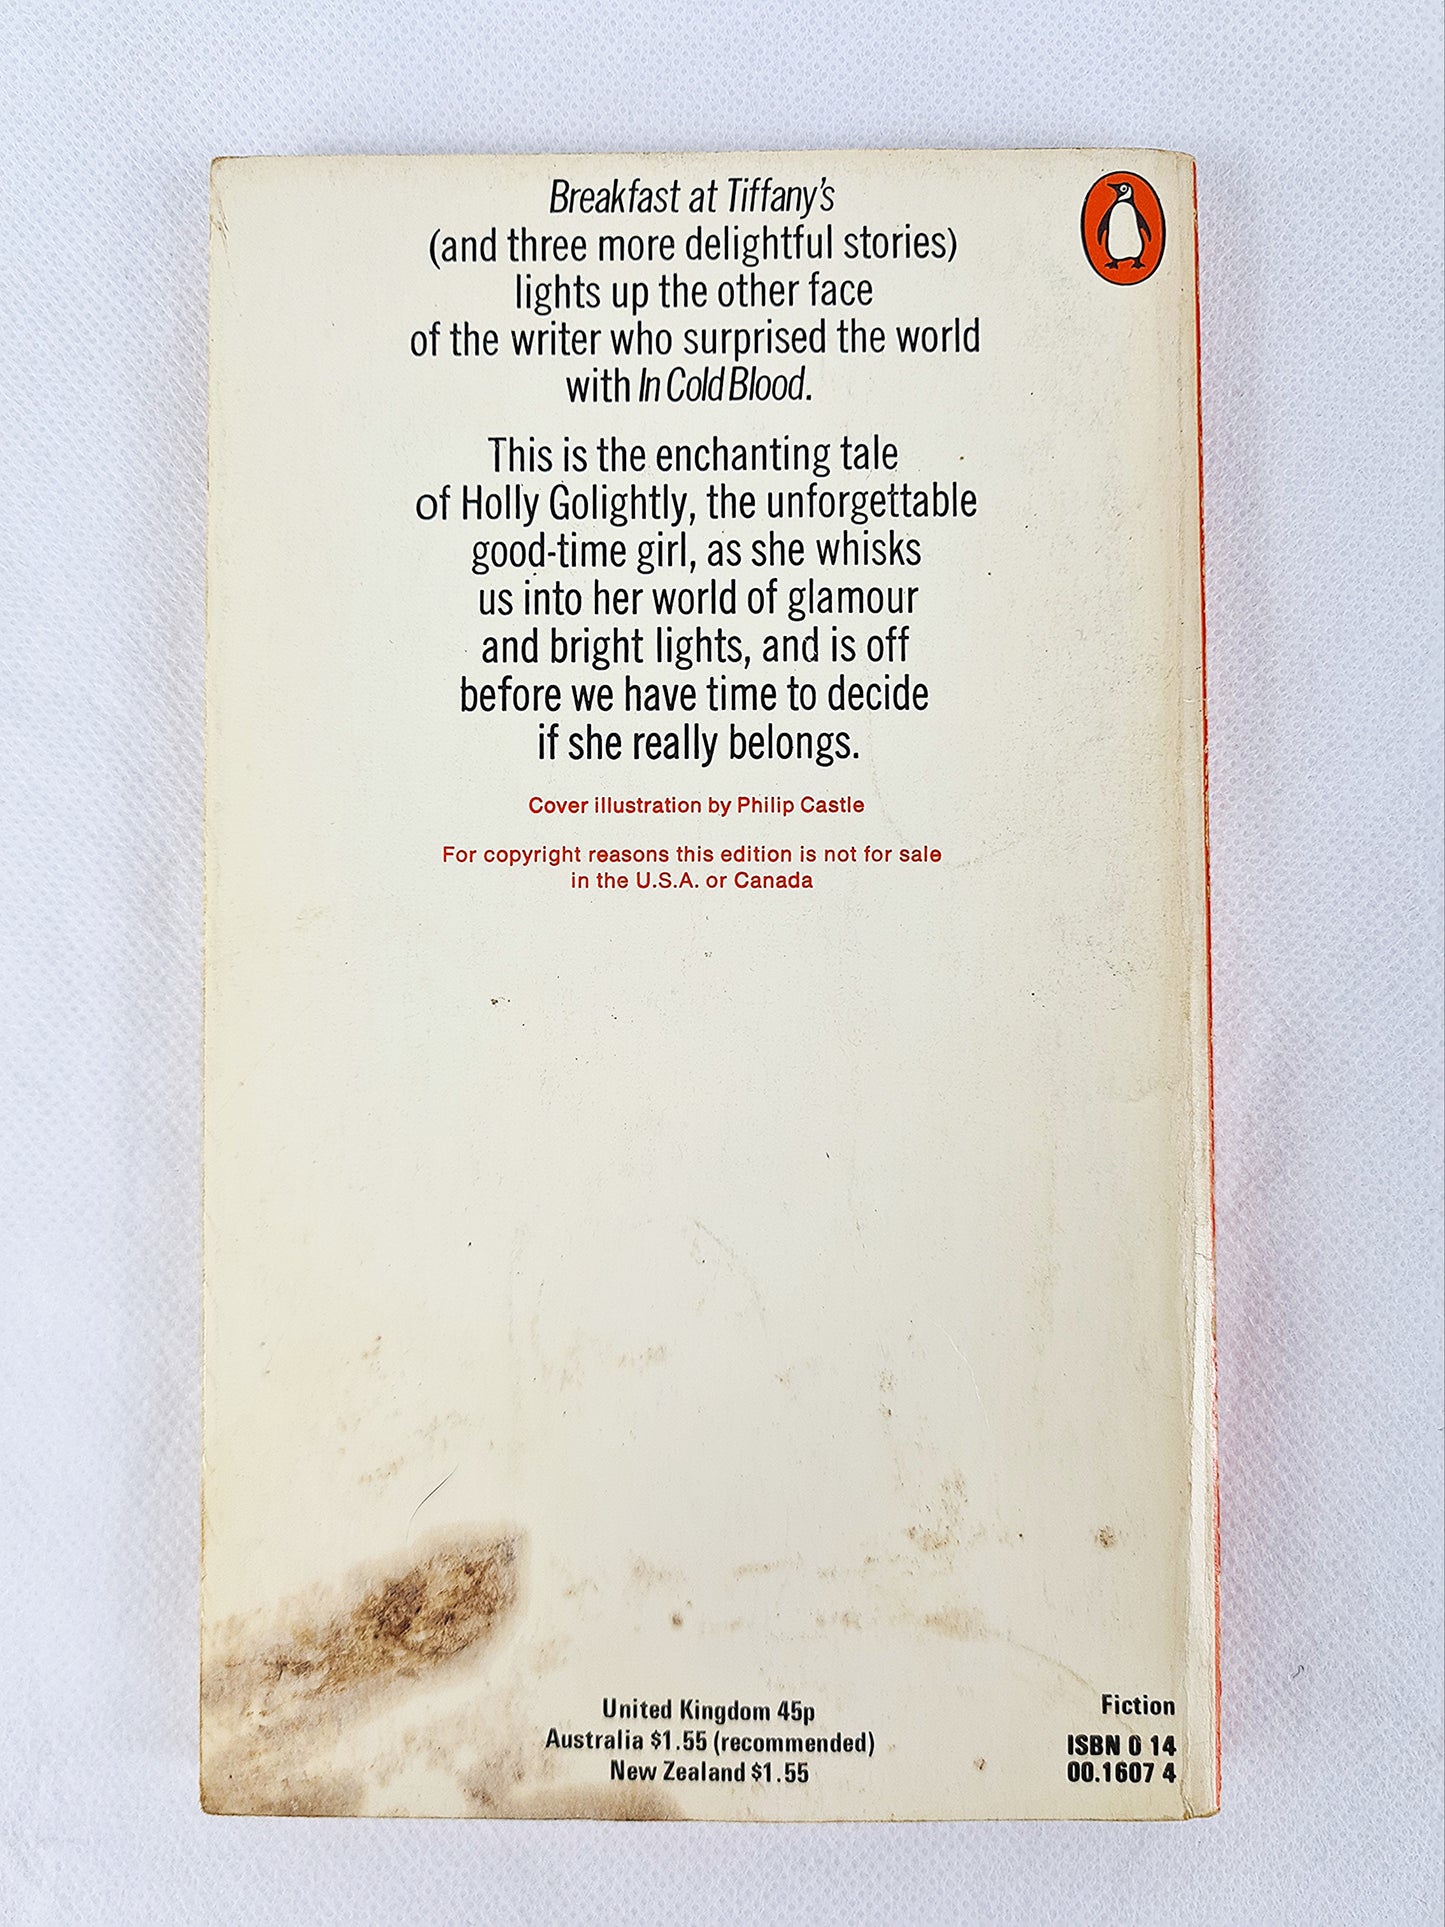 Breakfast at Tiffany's
(and three more delightful stories)
lights up the other face
of the writer who surprised the world
with In Cold Blood.
This is the enchanting tale
of Holly Golightly, the unforgettable
good-time girl, as she whisks
us into her world of glamour
and bright lights, and is off
before we have time to decide
if she really belongs.
Cover illustration by Philip Castle
For copyright reasons this edition is not for sale
in the U.S.A. or Canada
United Kingdom 45p
Australia $1.55 (recommended)
New Zealand $1.55
Fiction
ISBN 0 14
00.1607 4